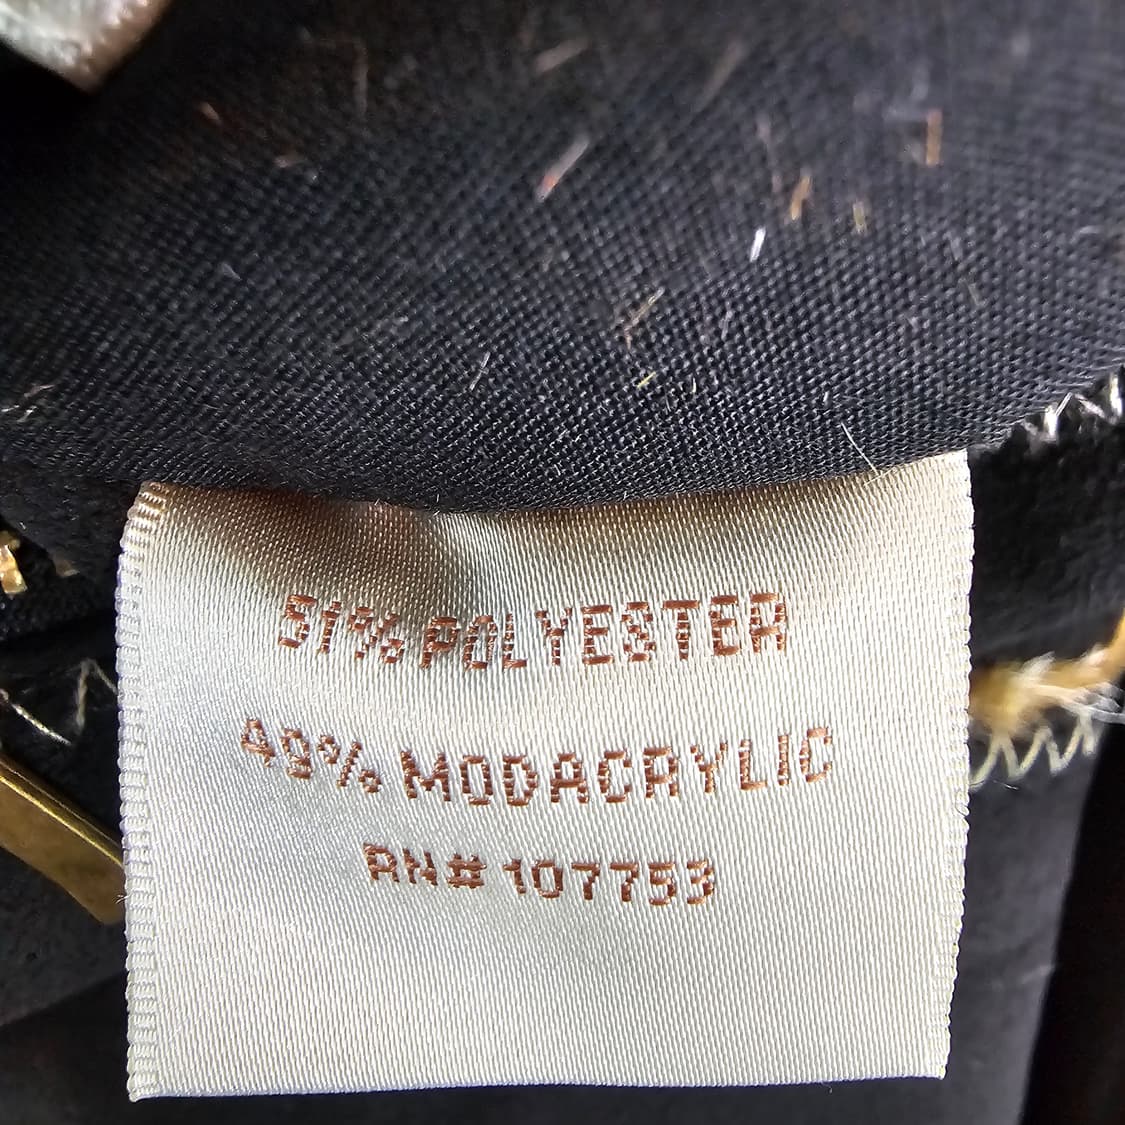 51% POLYESTER
49% MODACRYLIC
RN# 107753